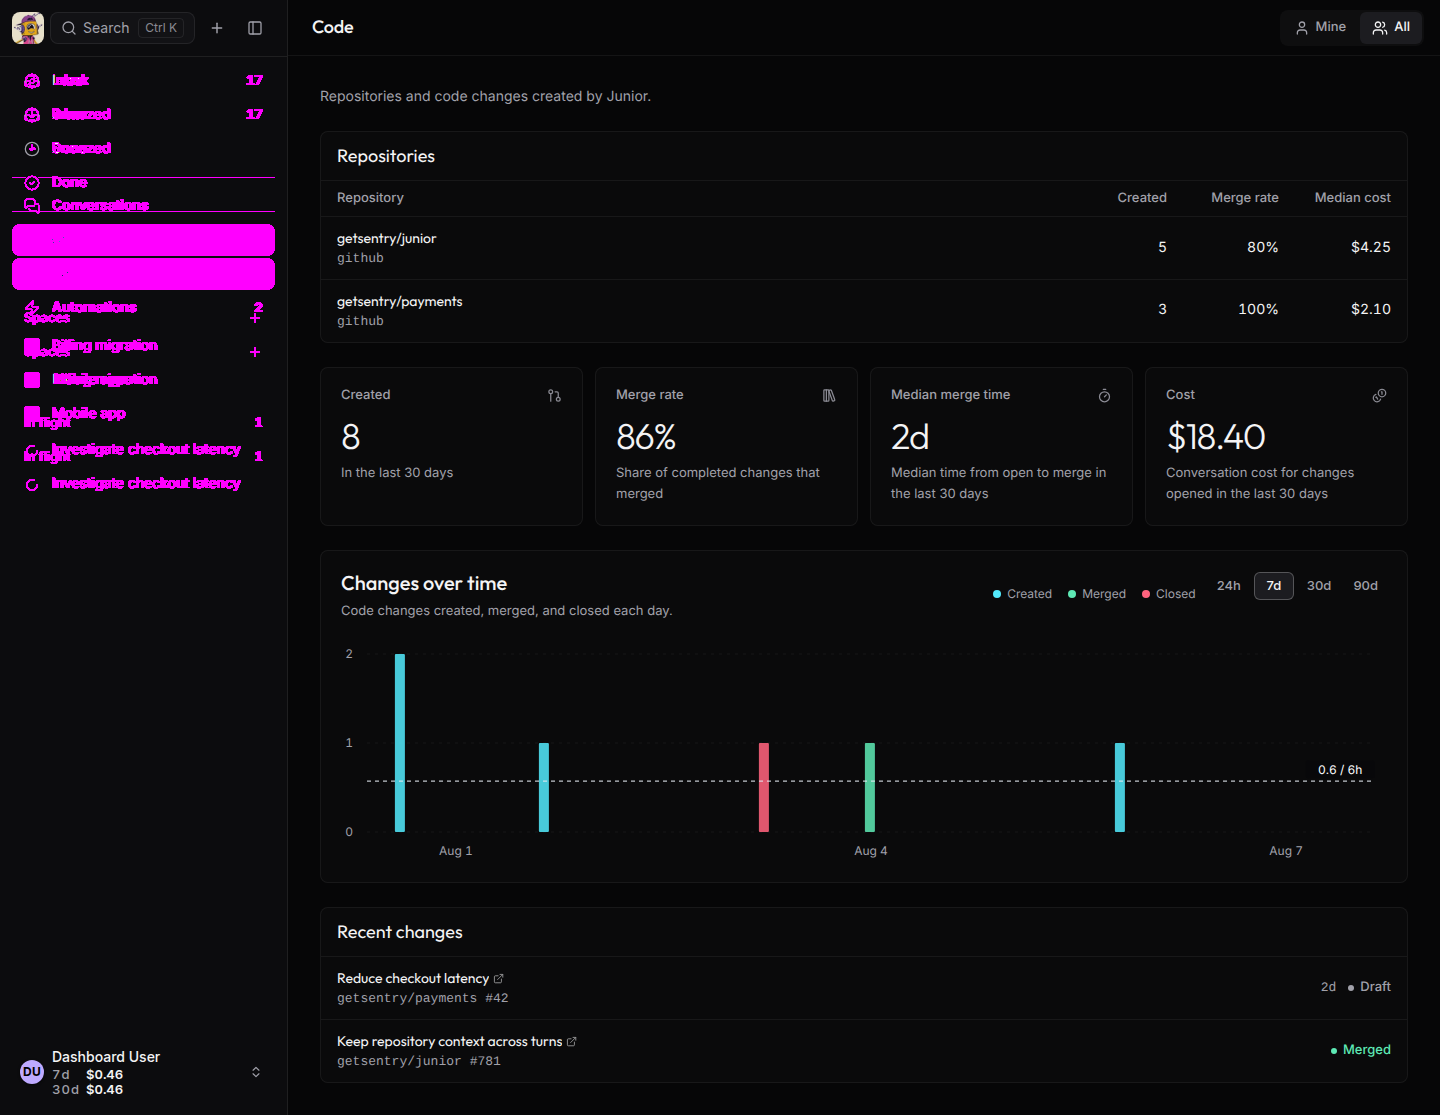 Search Ctrl K
Code
Mine All
17
17
Done
Conversations
Automations 2
Spaces +
Billing migration
Spaces +
Mobile app
In flight 1
Investigate checkout latency
In flight 1
Investigate checkout latency
Dashboard User
7d $0.46
30d $0.46
DU
Repositories and code changes created by Junior.
Repositories
Repository Created Merge rate Median cost
getsentry/junior 5 80% $4.25
github
getsentry/payments 3 100% $2.10
github
Created
8
In the last 30 days
Merge rate
86%
Share of completed changes that
merged
Median merge time
2d
Median time from open to merge in
the last 30 days
Cost
$18.40
Conversation cost for changes
opened in the last 30 days
Changes over time
Code changes created, merged, and closed each day.
Created Merged Closed 24h 7d 30d 90d
2
1
0.6 / 6h
0
Aug 1 Aug 4 Aug 7
Recent changes
Reduce checkout latency
getsentry/payments #42
2d Draft
Keep repository context across turns
getsentry/junior #781
Merged